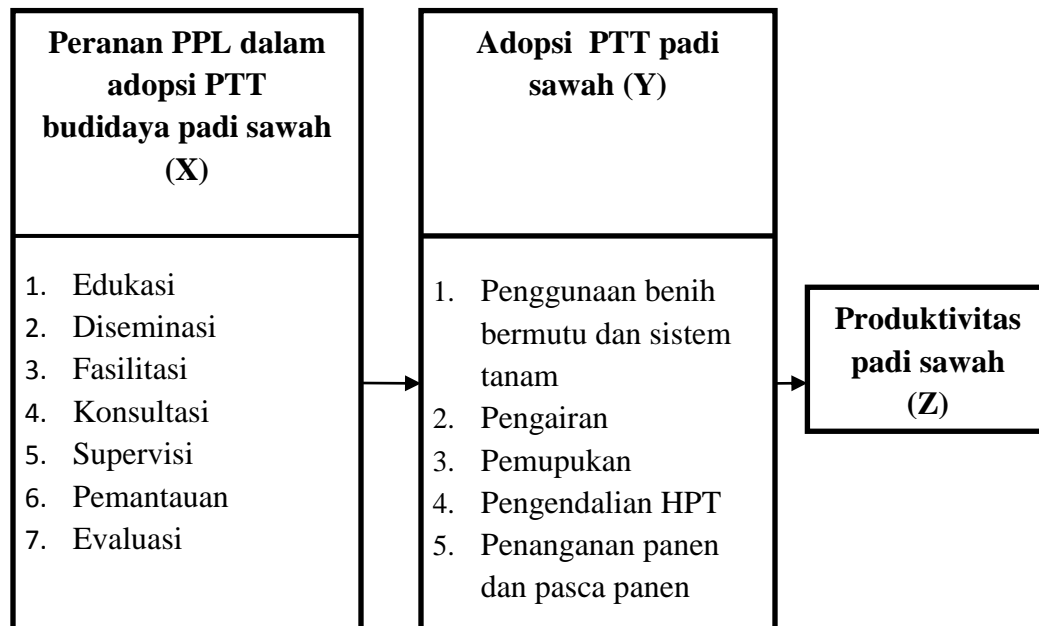 Peranan PPL dalam
adopsi PTT
budidaya padi sawah
(X)
1. Edukasi
2. Diseminasi
3. Fasilitasi
4. Konsultasi
5. Supervisi
6. Pemantauan
7. Evaluasi
Adopsi PTT padi
sawah (Y)
1. Penggunaan benih
bermutu dan sistem
tanam
2. Pengairan
3. Pemupukan
4. Pengendalian HPT
5. Penanganan panen
dan pasca panen
Produktivitas
padi sawah
(Z)